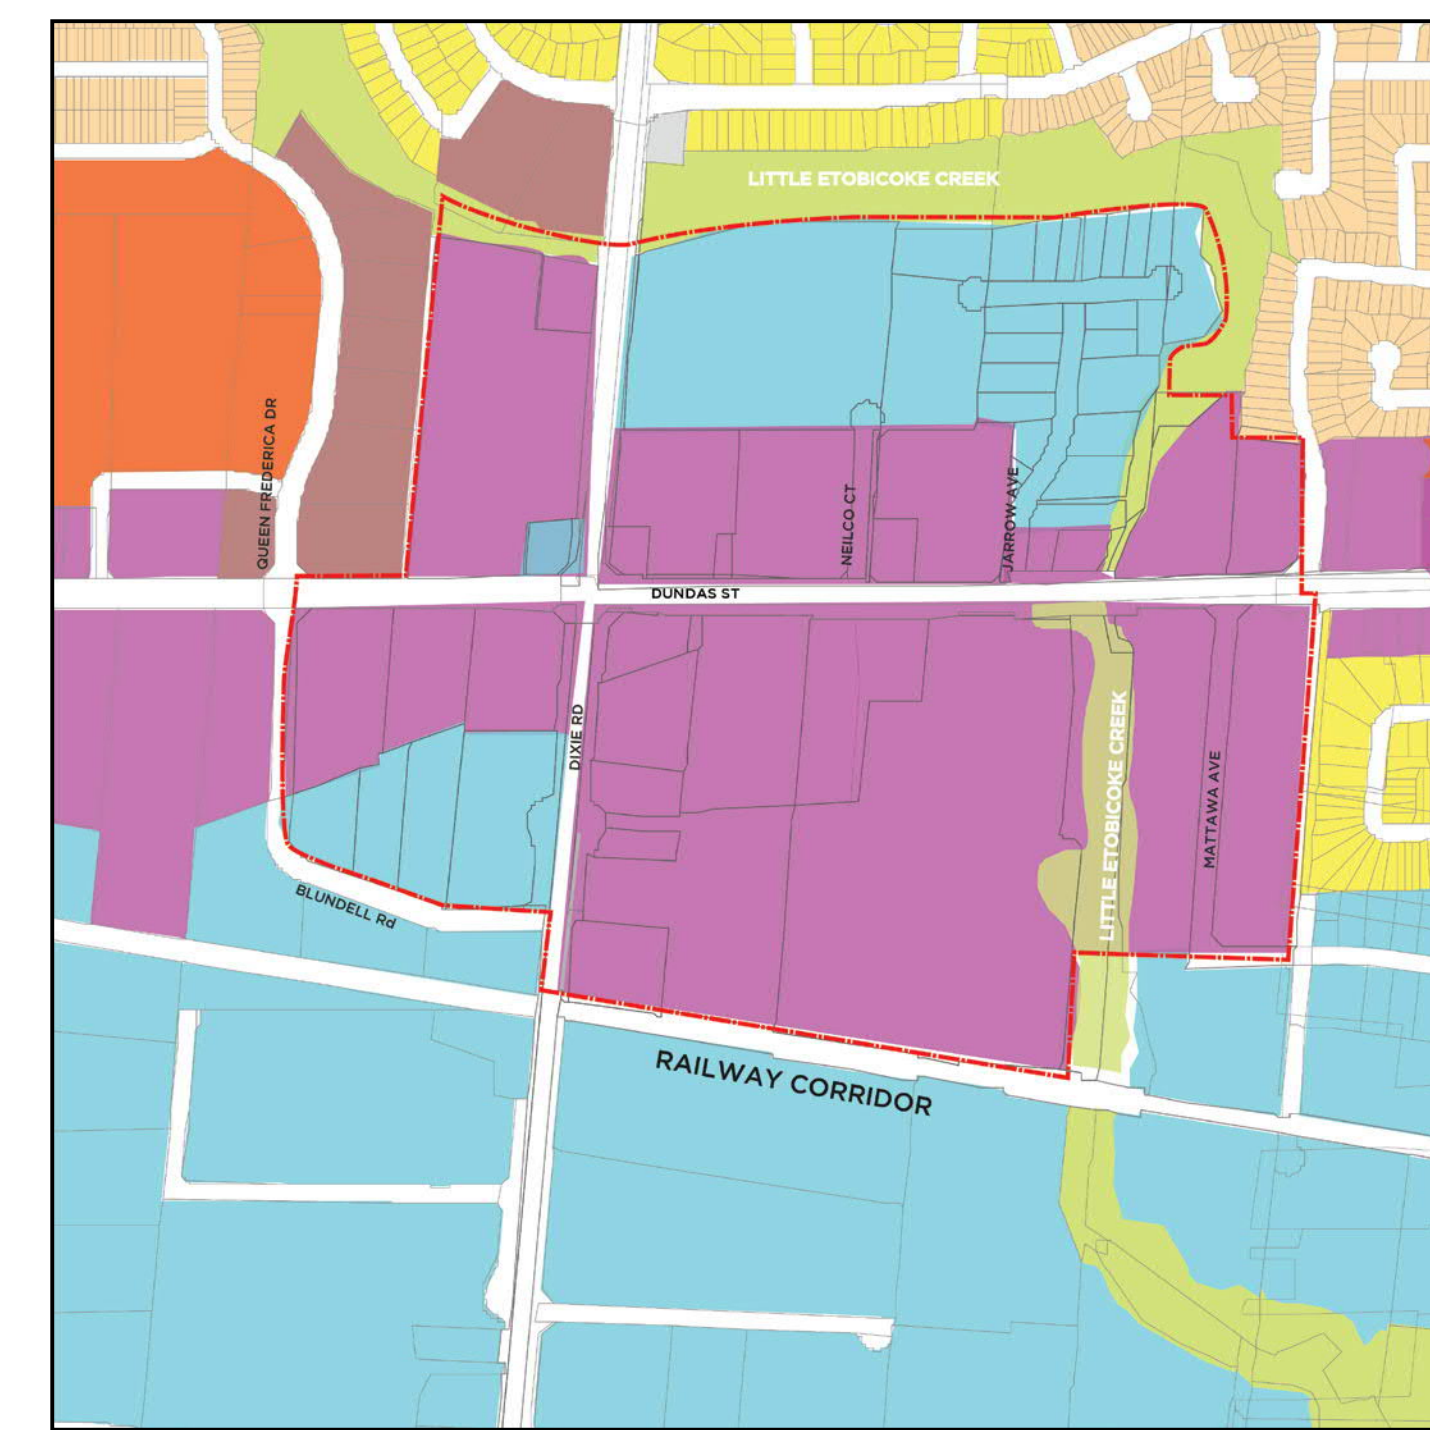 LITTLE ETOBICOKE CREEK
QUEEN FREDERICA DR
NEILCO CT
JARROW AVE
DUNDAS ST
DIXIE RD
LITTLE ETOBICOKE CREEK
MATTAWA AVE
BLUNDELL Rd
RAILWAY CORRIDOR